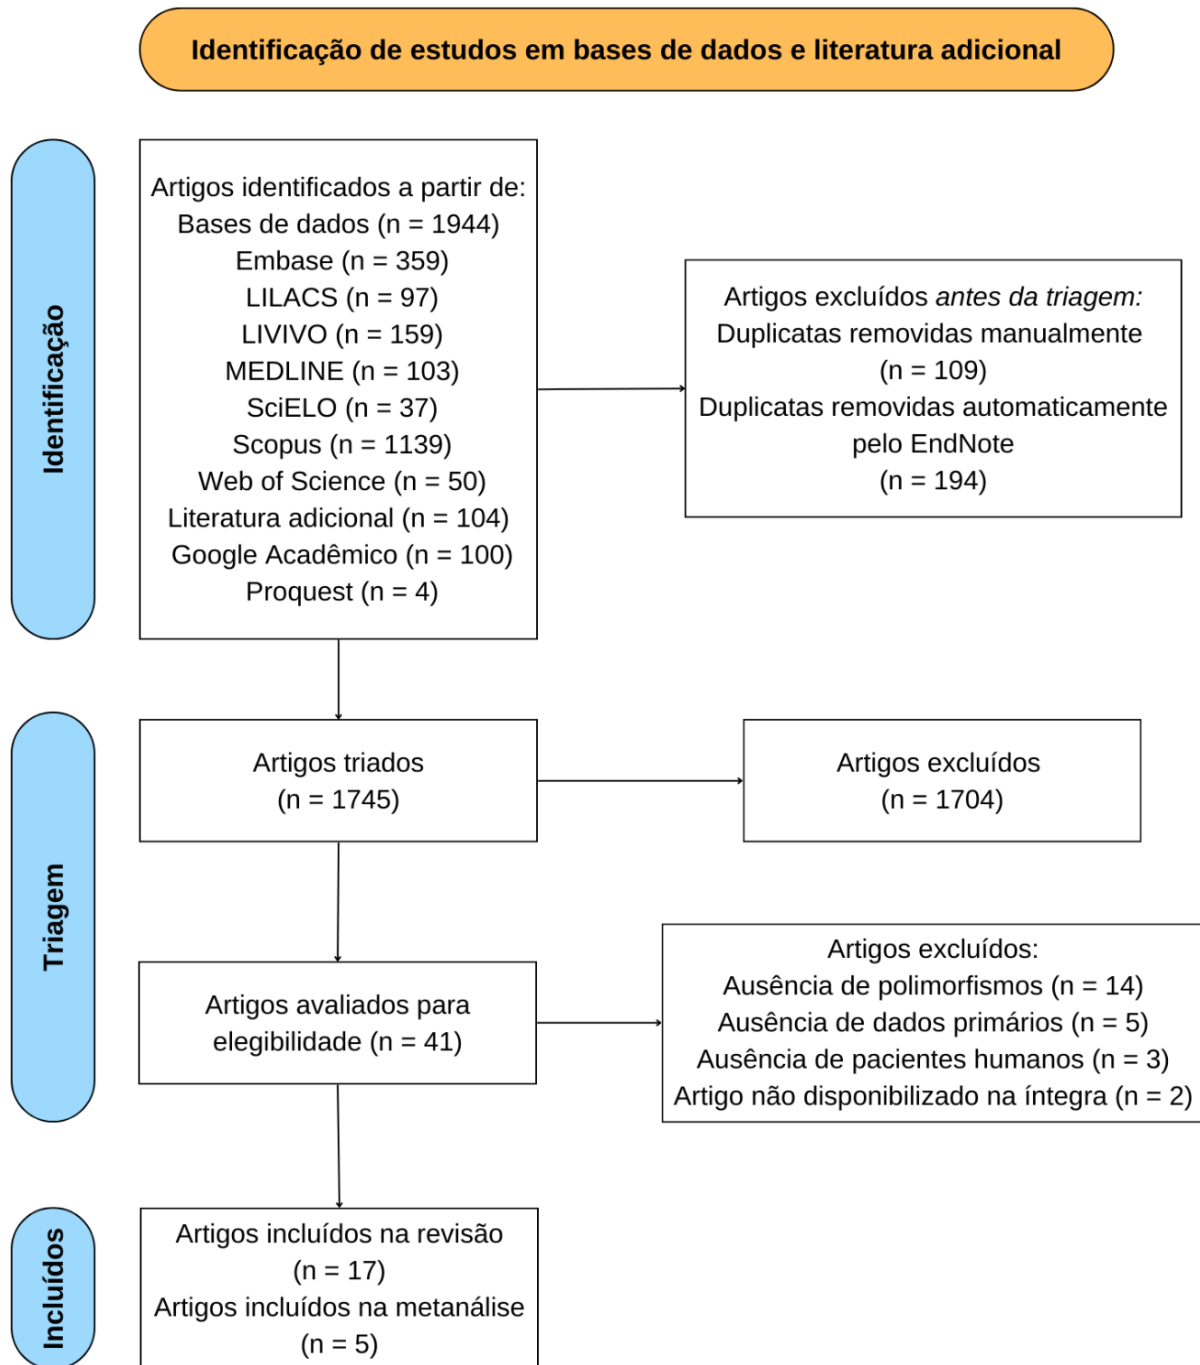 Identificação de estudos em bases de dados e literatura adicional
Identificação
Artigos identificados a partir de:
Bases de dados (n = 1944)
Embase (n = 359)
LILACS (n = 97)
LIVIVO (n = 159)
MEDLINE (n = 103)
SciELO (n = 37)
Scopus (n = 1139)
Web of Science (n = 50)
Literatura adicional (n = 104)
Google Acadêmico (n = 100)
Proquest (n = 4)
Artigos excluídos antes da triagem:
Duplicatas removidas manualmente
(n = 109)
Duplicatas removidas automaticamente
pelo EndNote
(n = 194)
Triagem
Artigos triados
(n = 1745)
Artigos excluídos
(n = 1704)
Artigos avaliados para
elegibilidade (n = 41)
Artigos excluídos:
Ausência de polimorfismos (n = 14)
Ausência de dados primários (n = 5)
Ausência de pacientes humanos (n = 3)
Artigo não disponibilizado na íntegra (n = 2)
Incluídos
Artigos incluídos na revisão
(n = 17)
Artigos incluídos na metanálise
(n = 5)